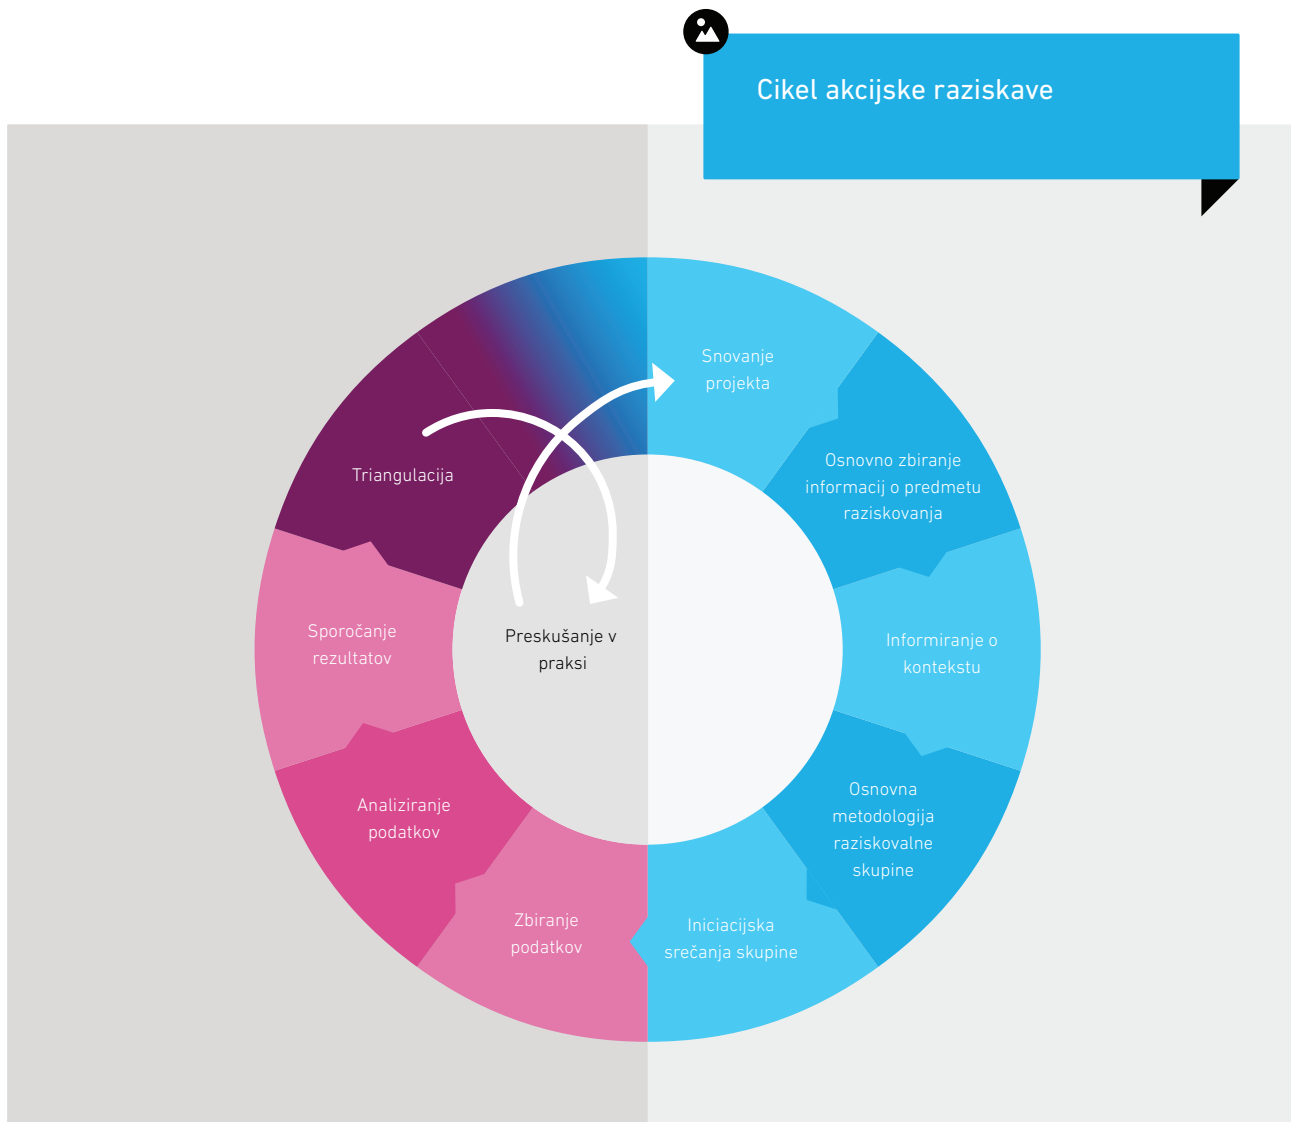 Cikel akcijske raziskave
Snovanje
projekta
Osnovno zbiranje
informacij o predmetu
raziskovanja
Informiranje o
kontekstu
Osnovna
metodologija
raziskovalne
skupine
Iniciacijska
srečanja skupine
Zbiranje
podatkov
Analiziranje
podatkov
Sporočanje
rezultatov
Triangulacija
Preskušanje v
praksi